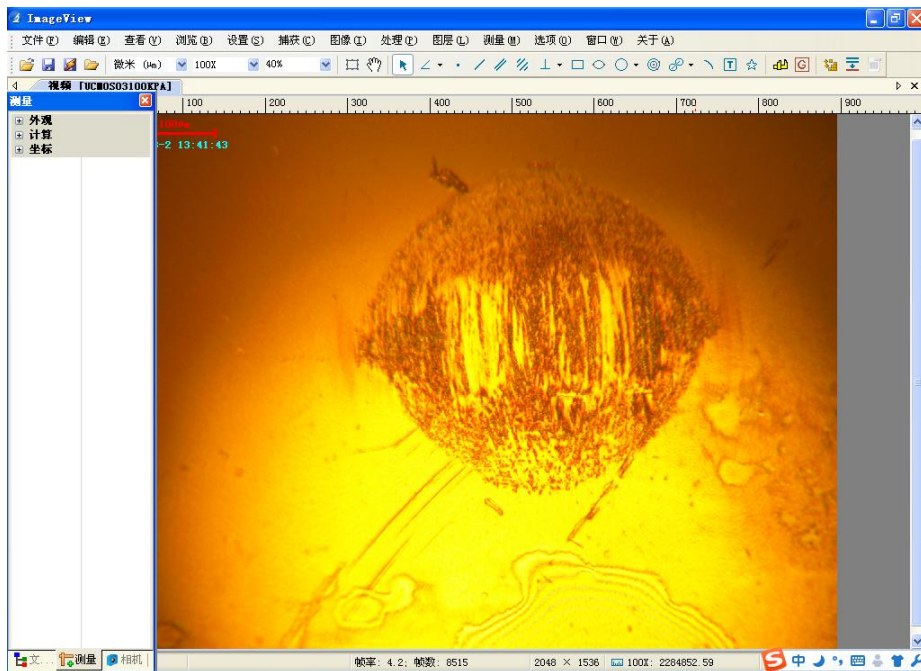 ImageView
文件(F) 编辑(E) 查看(V) 浏览(B) 设置(S) 捕获(C) 图像(I) 处理(P) 图层(L) 测量(M) 选项(O) 窗口(W) 关于(A)
微米 (μm) 100X 40%
视频 [UCMOS03100KPA]
测量
100 200 300 400 500 600 700 800 900
外观
计算
坐标
-2 13:41:43
文... 测量 相机
帧率: 4.2; 帧数: 8515 2048 × 1536 100X: 2284852.59
中